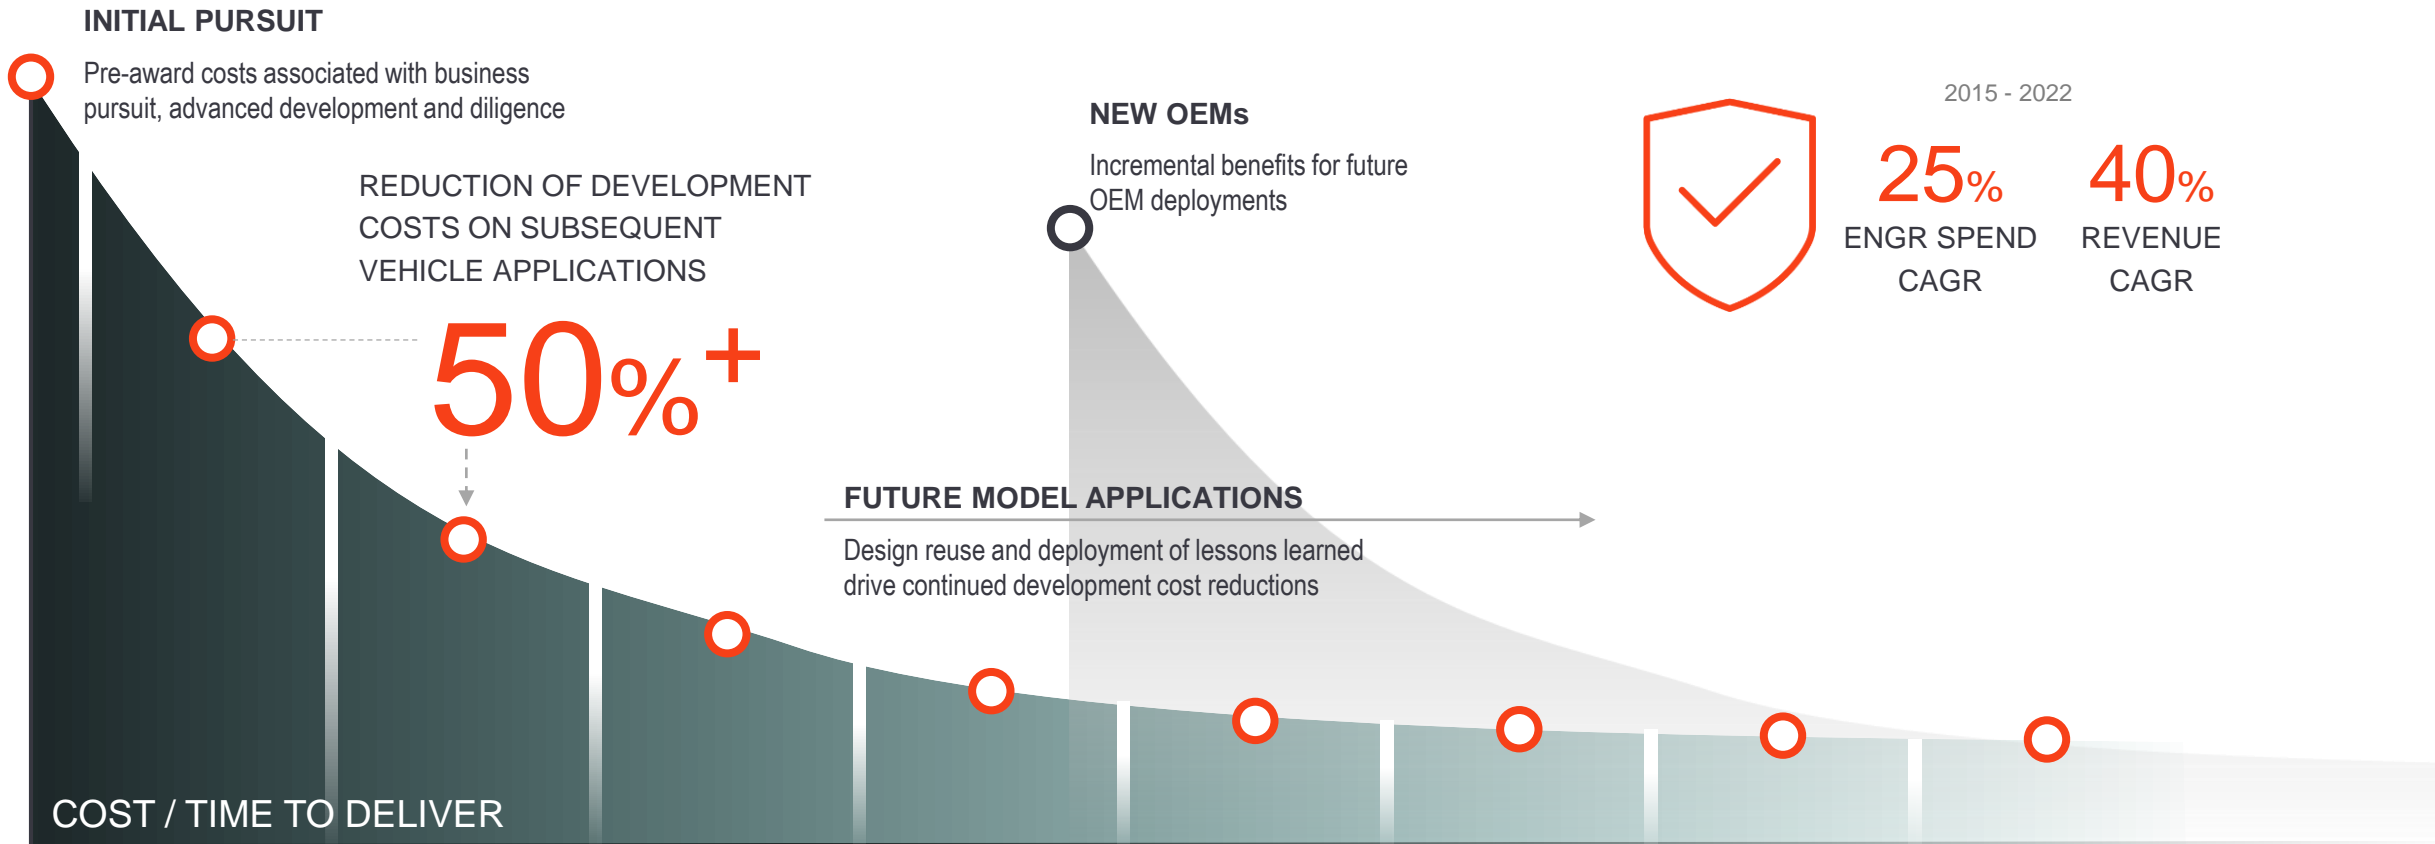 INITIAL PURSUIT
Pre-award costs associated with business
pursuit, advanced development and diligence
REDUCTION OF DEVELOPMENT
COSTS ON SUBSEQUENT
VEHICLE APPLICATIONS
50%+
NEW OEMs
Incremental benefits for future
OEM deployments
FUTURE MODEL APPLICATIONS
Design reuse and deployment of lessons learned
drive continued development cost reductions
2015 - 2022
25%
ENGR SPEND
CAGR
40%
REVENUE
CAGR
COST / TIME TO DELIVER